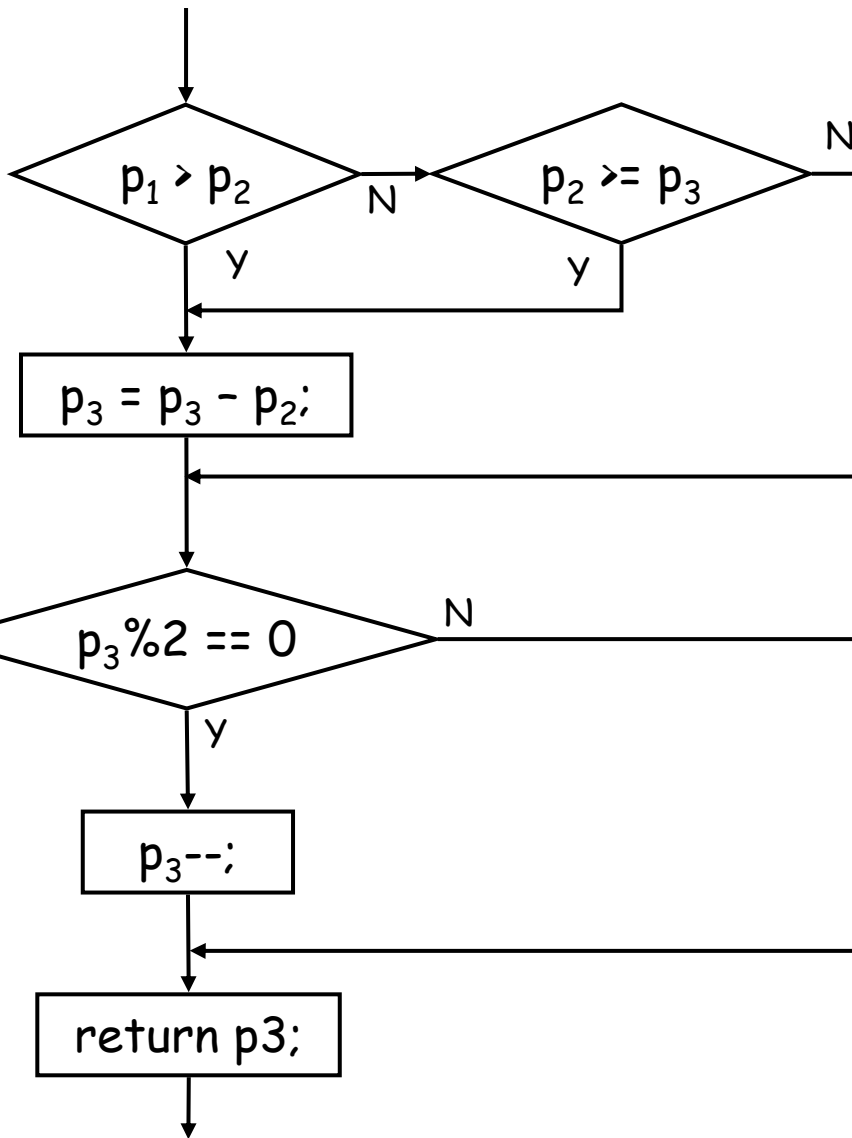 p₁ > p₂
N
p₂ >= p₃
N
Y
Y
p₃ = p₃ - p₂;
p₃%2 == 0
N
Y
p₃--;
return p3;